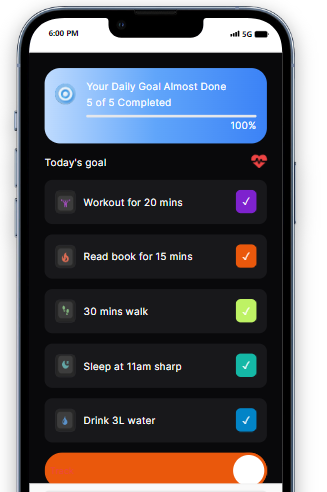 6:00 PM
5G
Your Daily Goal Almost Done
5 of 5 Completed
100%
Today's goal
Workout for 20 mins
Read book for 15 mins
30 mins walk
Sleep at 11am sharp
Drink 3L water